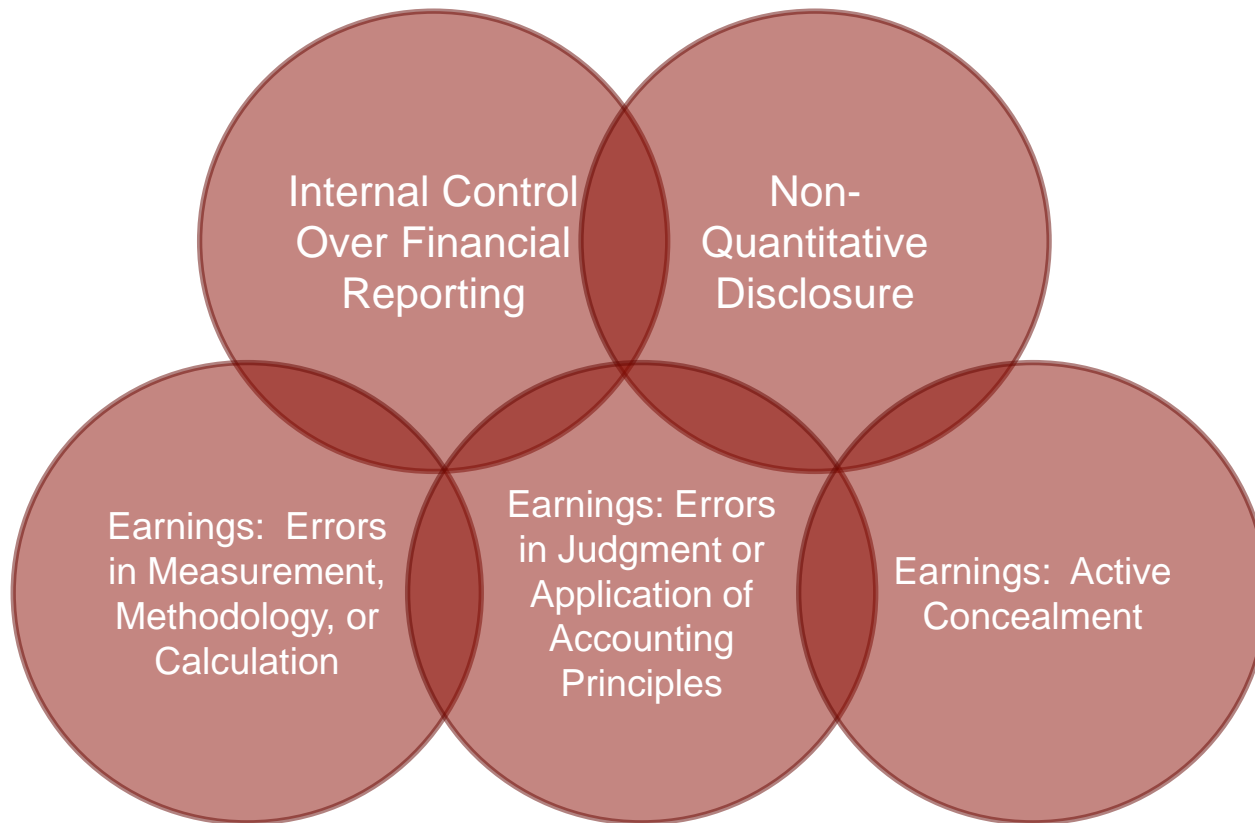 Internal Control
Over Financial
Reporting
Non-
Quantitative
Disclosure
Earnings:  Errors
in Measurement,
Methodology, or
Calculation
Earnings: Errors
in Judgment or
Application of
Accounting
Principles
Earnings:  Active
Concealment